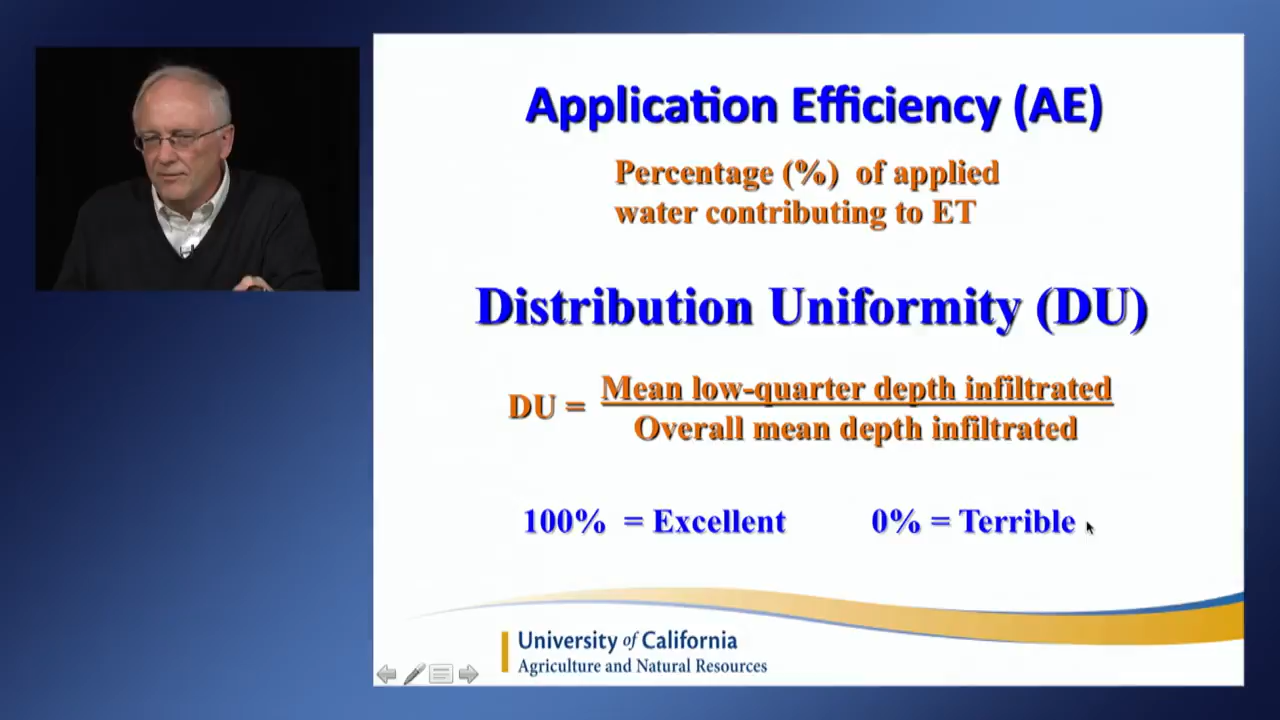 Application Efficiency (AE)
Percentage (%) of applied
water contributing to ET
Distribution Uniformity (DU)
DU = Mean low-quarter depth infiltrated
Overall mean depth infiltrated
100% = Excellent 0% = Terrible
University of California
Agriculture and Natural Resources